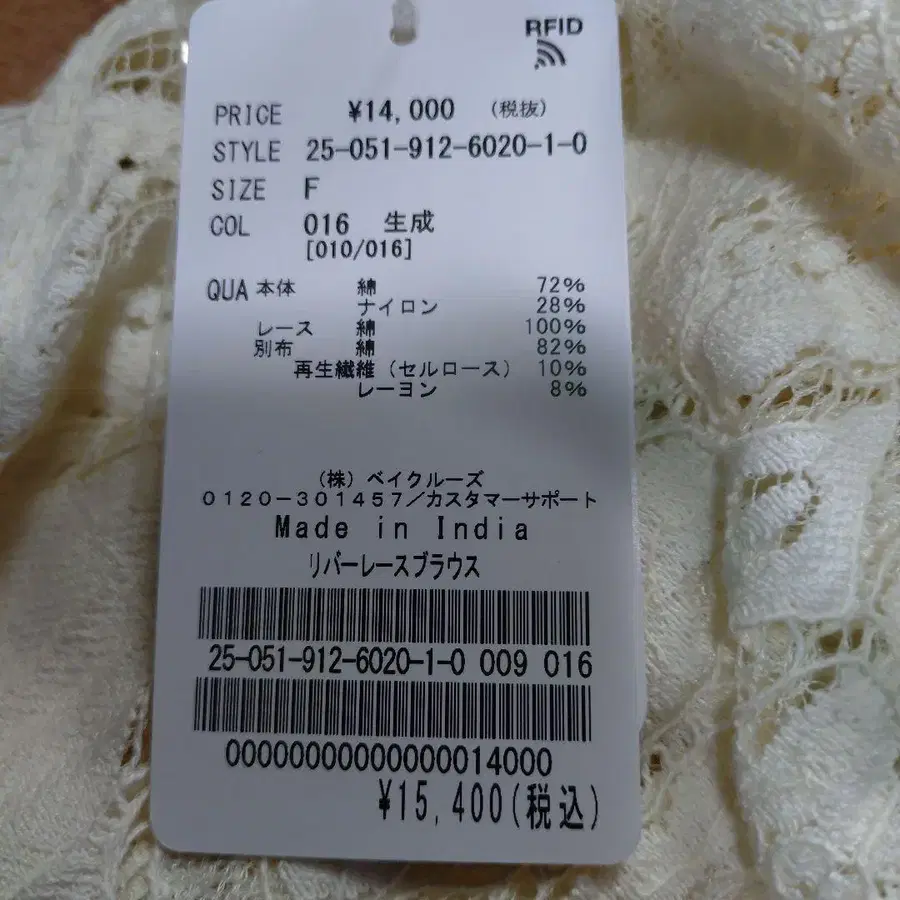 RFID
PRICE ¥14,000 (税抜)
STYLE 25-051-912-6020-1-0
SIZE F
COL 016 生成
[010/016]
QUA 本体 綿 72%
ナイロン 28%
レース 綿 100%
別布 綿 82%
再生繊維(セルロース) 10%
レーヨン 8%
(株)ベイクルーズ
0120-301457/カスタマーサポート
Made in India
リバーレースブラウス
25-051-912-6020-1-0 009 016
00000000000000014000
¥15,400(税込)